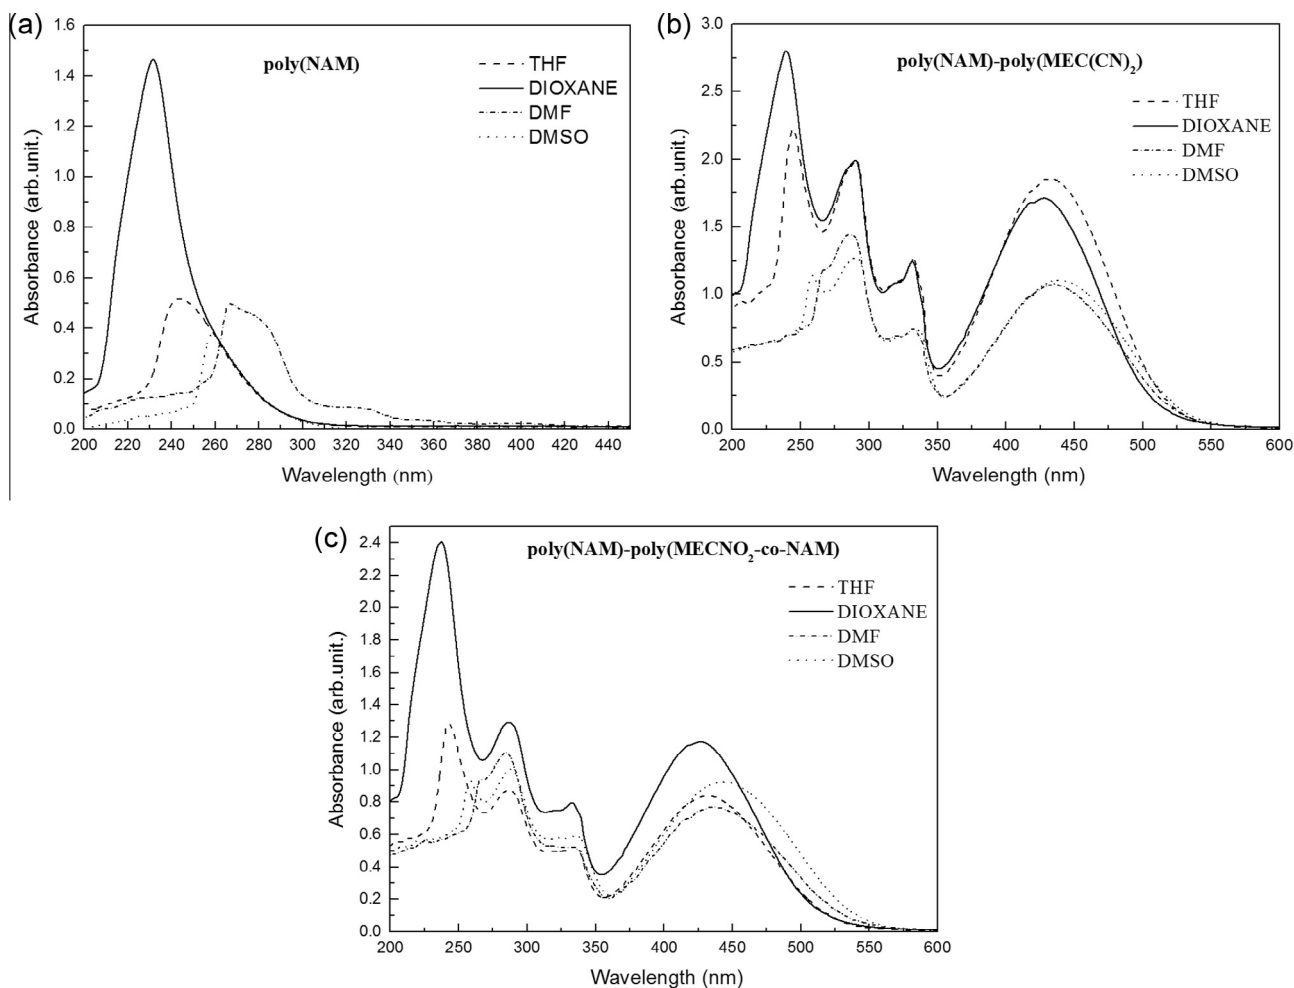 (a)
poly(NAM)
THF
DIOXANE
DMF
DMSO
1.6
1.4
1.2
1.0
0.8
0.6
0.4
0.2
0.0
Absorbance (arb.unit.)
200 220 240 260 280 300 320 340 360 380 400 420 440
Wavelength (nm)
(b)
poly(NAM)-poly(MEC(CN)₂)
THF
DIOXANE
DMF
DMSO
3.0
2.5
2.0
1.5
1.0
0.5
0.0
Absorbance (arb.unit.)
200 250 300 350 400 450 500 550 600
Wavelength (nm)
(c)
poly(NAM)-poly(MECNO₂-co-NAM)
THF
DIOXANE
DMF
DMSO
2.4
2.2
2.0
1.8
1.6
1.4
1.2
1.0
0.8
0.6
0.4
0.2
0.0
Absorbance (arb.unit.)
200 250 300 350 400 450 500 550 600
Wavelength (nm)